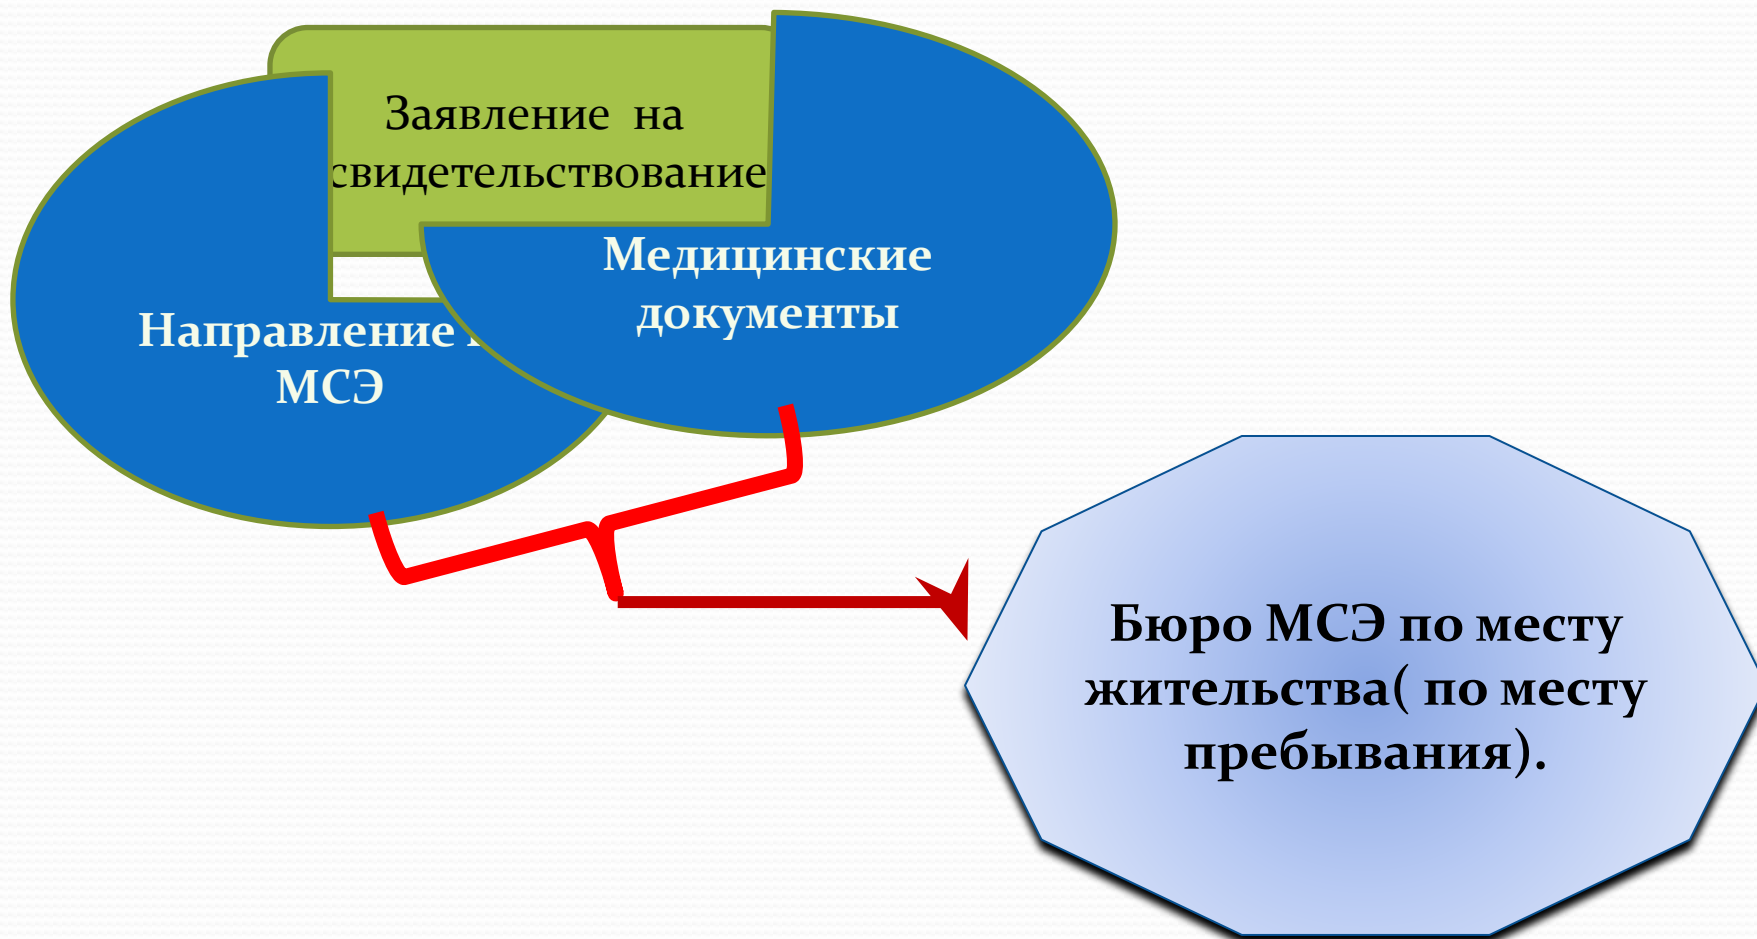 Заявление на
свидетельствование
Медицинские
документы
Направление
МСЭ
Бюро МСЭ по месту
жительства( по месту
пребывания).